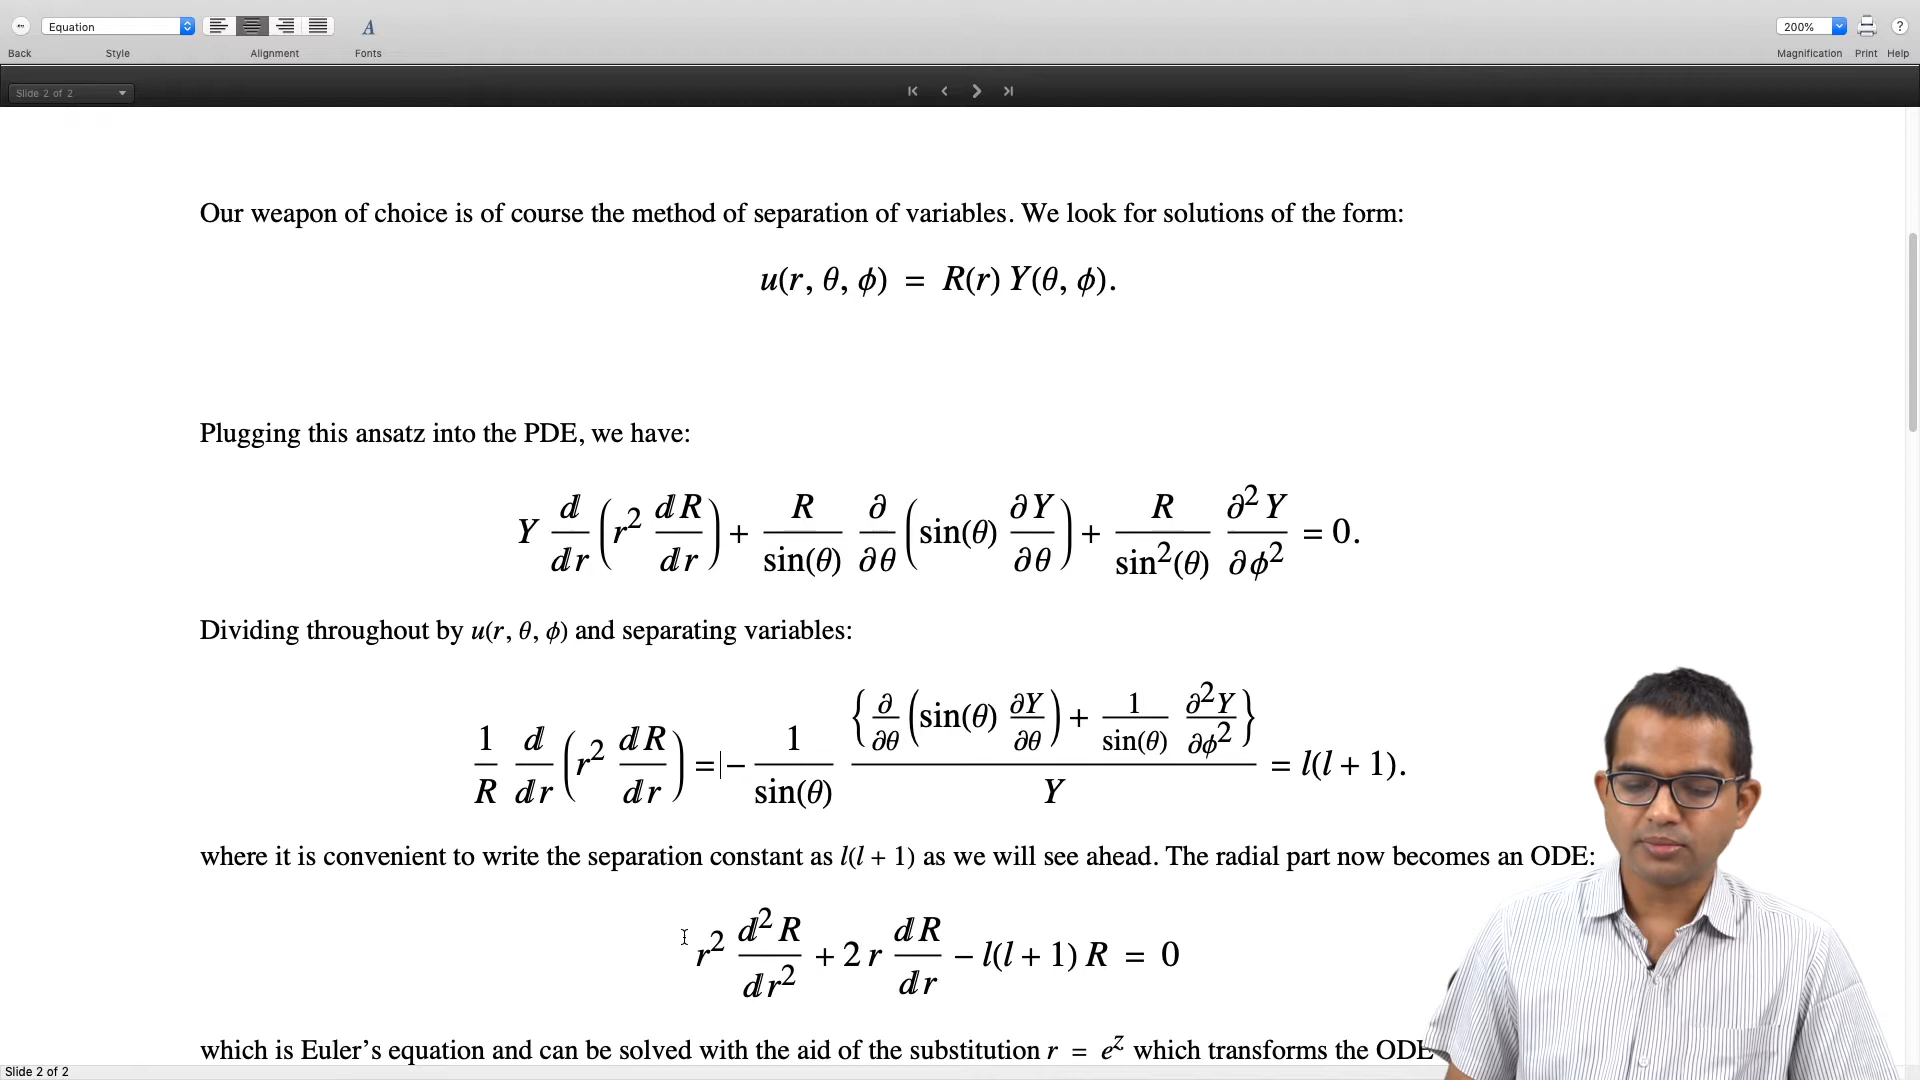 Equation
200%
Back Style Alignment Fonts Magnification Print Help
Slide 2 of 2
Our weapon of choice is of course the method of separation of variables. We look for solutions of the form:
u(r, θ, ϕ) = R(r) Y(θ, ϕ).
Plugging this ansatz into the PDE, we have:
Y d/dr (r² dR/dr) + R/sin(θ) ∂/∂θ (sin(θ) ∂Y/∂θ) + R/sin²(θ) ∂²Y/∂ϕ² = 0.
Dividing throughout by u(r, θ, ϕ) and separating variables:
1/R d/dr (r² dR/dr) = − 1/sin(θ) {∂/∂θ (sin(θ) ∂Y/∂θ) + 1/sin(θ) ∂²Y/∂ϕ²}/Y = l(l + 1).
where it is convenient to write the separation constant as l(l + 1) as we will see ahead. The radial part now becomes an ODE:
r² d²R/dr² + 2 r dR/dr − l(l + 1) R = 0
which is Euler's equation and can be solved with the aid of the substitution r = e^z which transforms the ODE
Slide 2 of 2